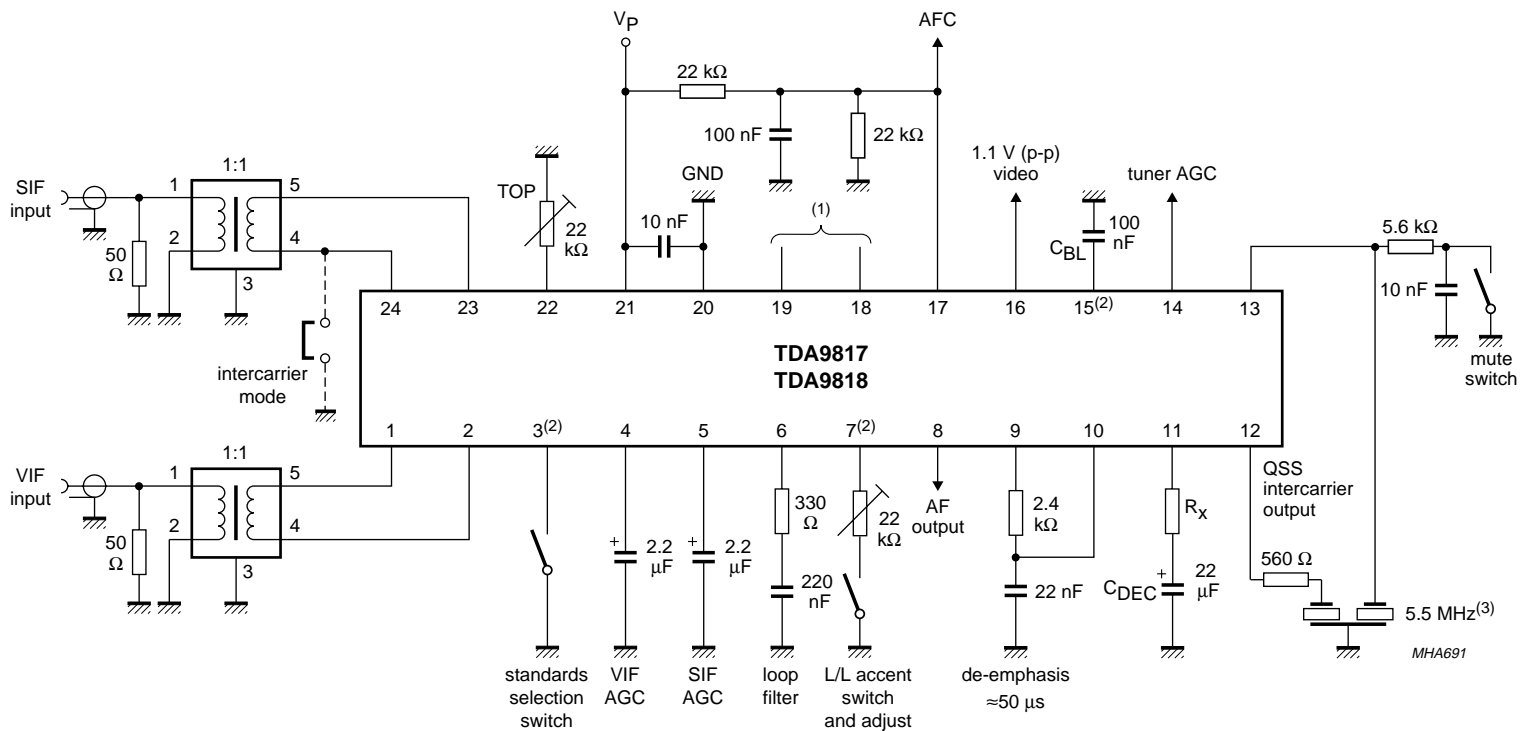 VP
AFC
22 kΩ
100 nF
22 kΩ
1:1
SIF
input
1
5
2
4
3
50
Ω
TOP
22
kΩ
GND
10 nF
(1)
1.1 V (p-p)
video
CBL
100
nF
tuner AGC
5.6 kΩ
10 nF
mute
switch
intercarrier
mode
24
23
22
21
20
19
18
17
16
15(2)
14
13
TDA9817
TDA9818
1
2
3(2)
4
5
6
7(2)
8
9
10
11
12
1:1
VIF
input
1
5
2
4
3
50
Ω
+
2.2
μF
+
2.2
μF
330
Ω
220
nF
22
kΩ
AF
output
2.4
kΩ
22 nF
Rx
CDEC
+
22
μF
QSS
intercarrier
output
560 Ω
5.5 MHz(3)
MHA691
standards
selection
switch
VIF
AGC
SIF
AGC
loop
filter
L/L accent
switch
and adjust
de-emphasis
≈50 μs